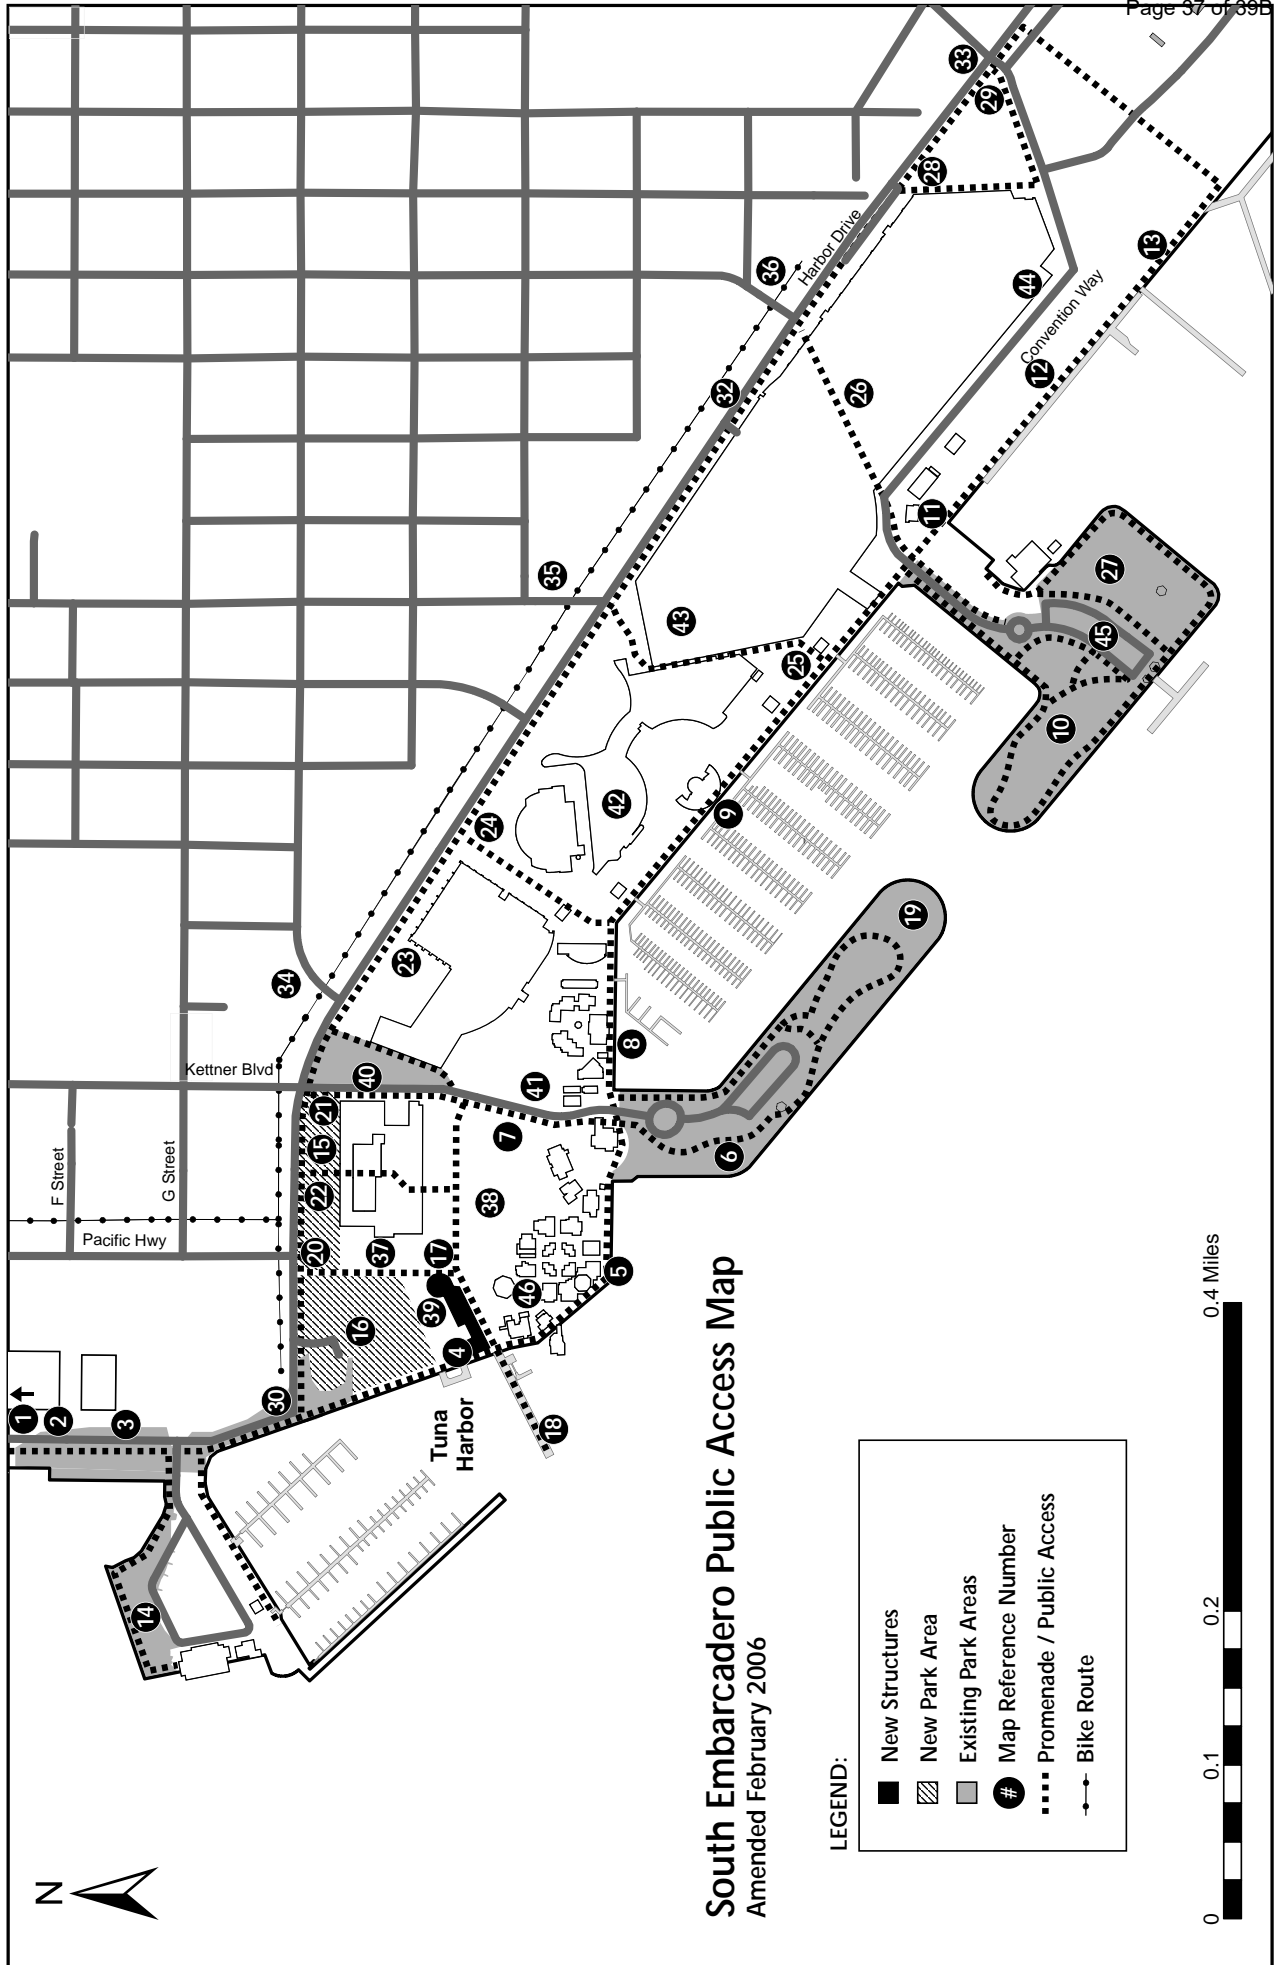 Page 37 of 39B
N
South Embarcadero Public Access Map
Amended February 2006
LEGEND:
New Structures
New Park Area
Existing Park Areas
# Map Reference Number
Promenade / Public Access
Bike Route
0 0.1 0.2 0.4 Miles
Tuna
Harbor
F Street
G Street
Pacific Hwy
Kettner Blvd
Harbor Drive
Convention Way
1
2
3
4
5
6
7
8
9
10
11
12
13
14
15
16
17
18
19
20
21
22
23
24
25
26
27
28
29
30
32
33
34
35
36
37
38
39
40
41
42
43
44
45
46